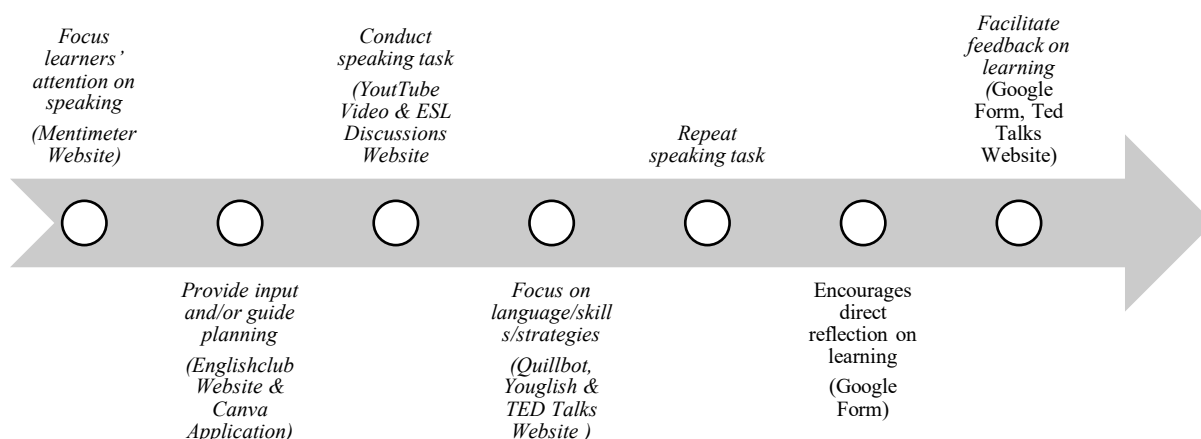 Focus
learners'
attention on
speaking
(Mentimeter
Website)
Provide input
and/or guide
planning
(Englishclub
Website &
Canva
Application)
Conduct
speaking task
(YoutTube
Video & ESL
Discussions
Website
Focus on
language/skill
s/strategies
(Quillbot,
Youglish &
TED Talks
Website )
Repeat
speaking task
Encourages
direct
reflection on
learning
(Google
Form)
Facilitate
feedback on
learning
(Google
Form, Ted
Talks
Website)